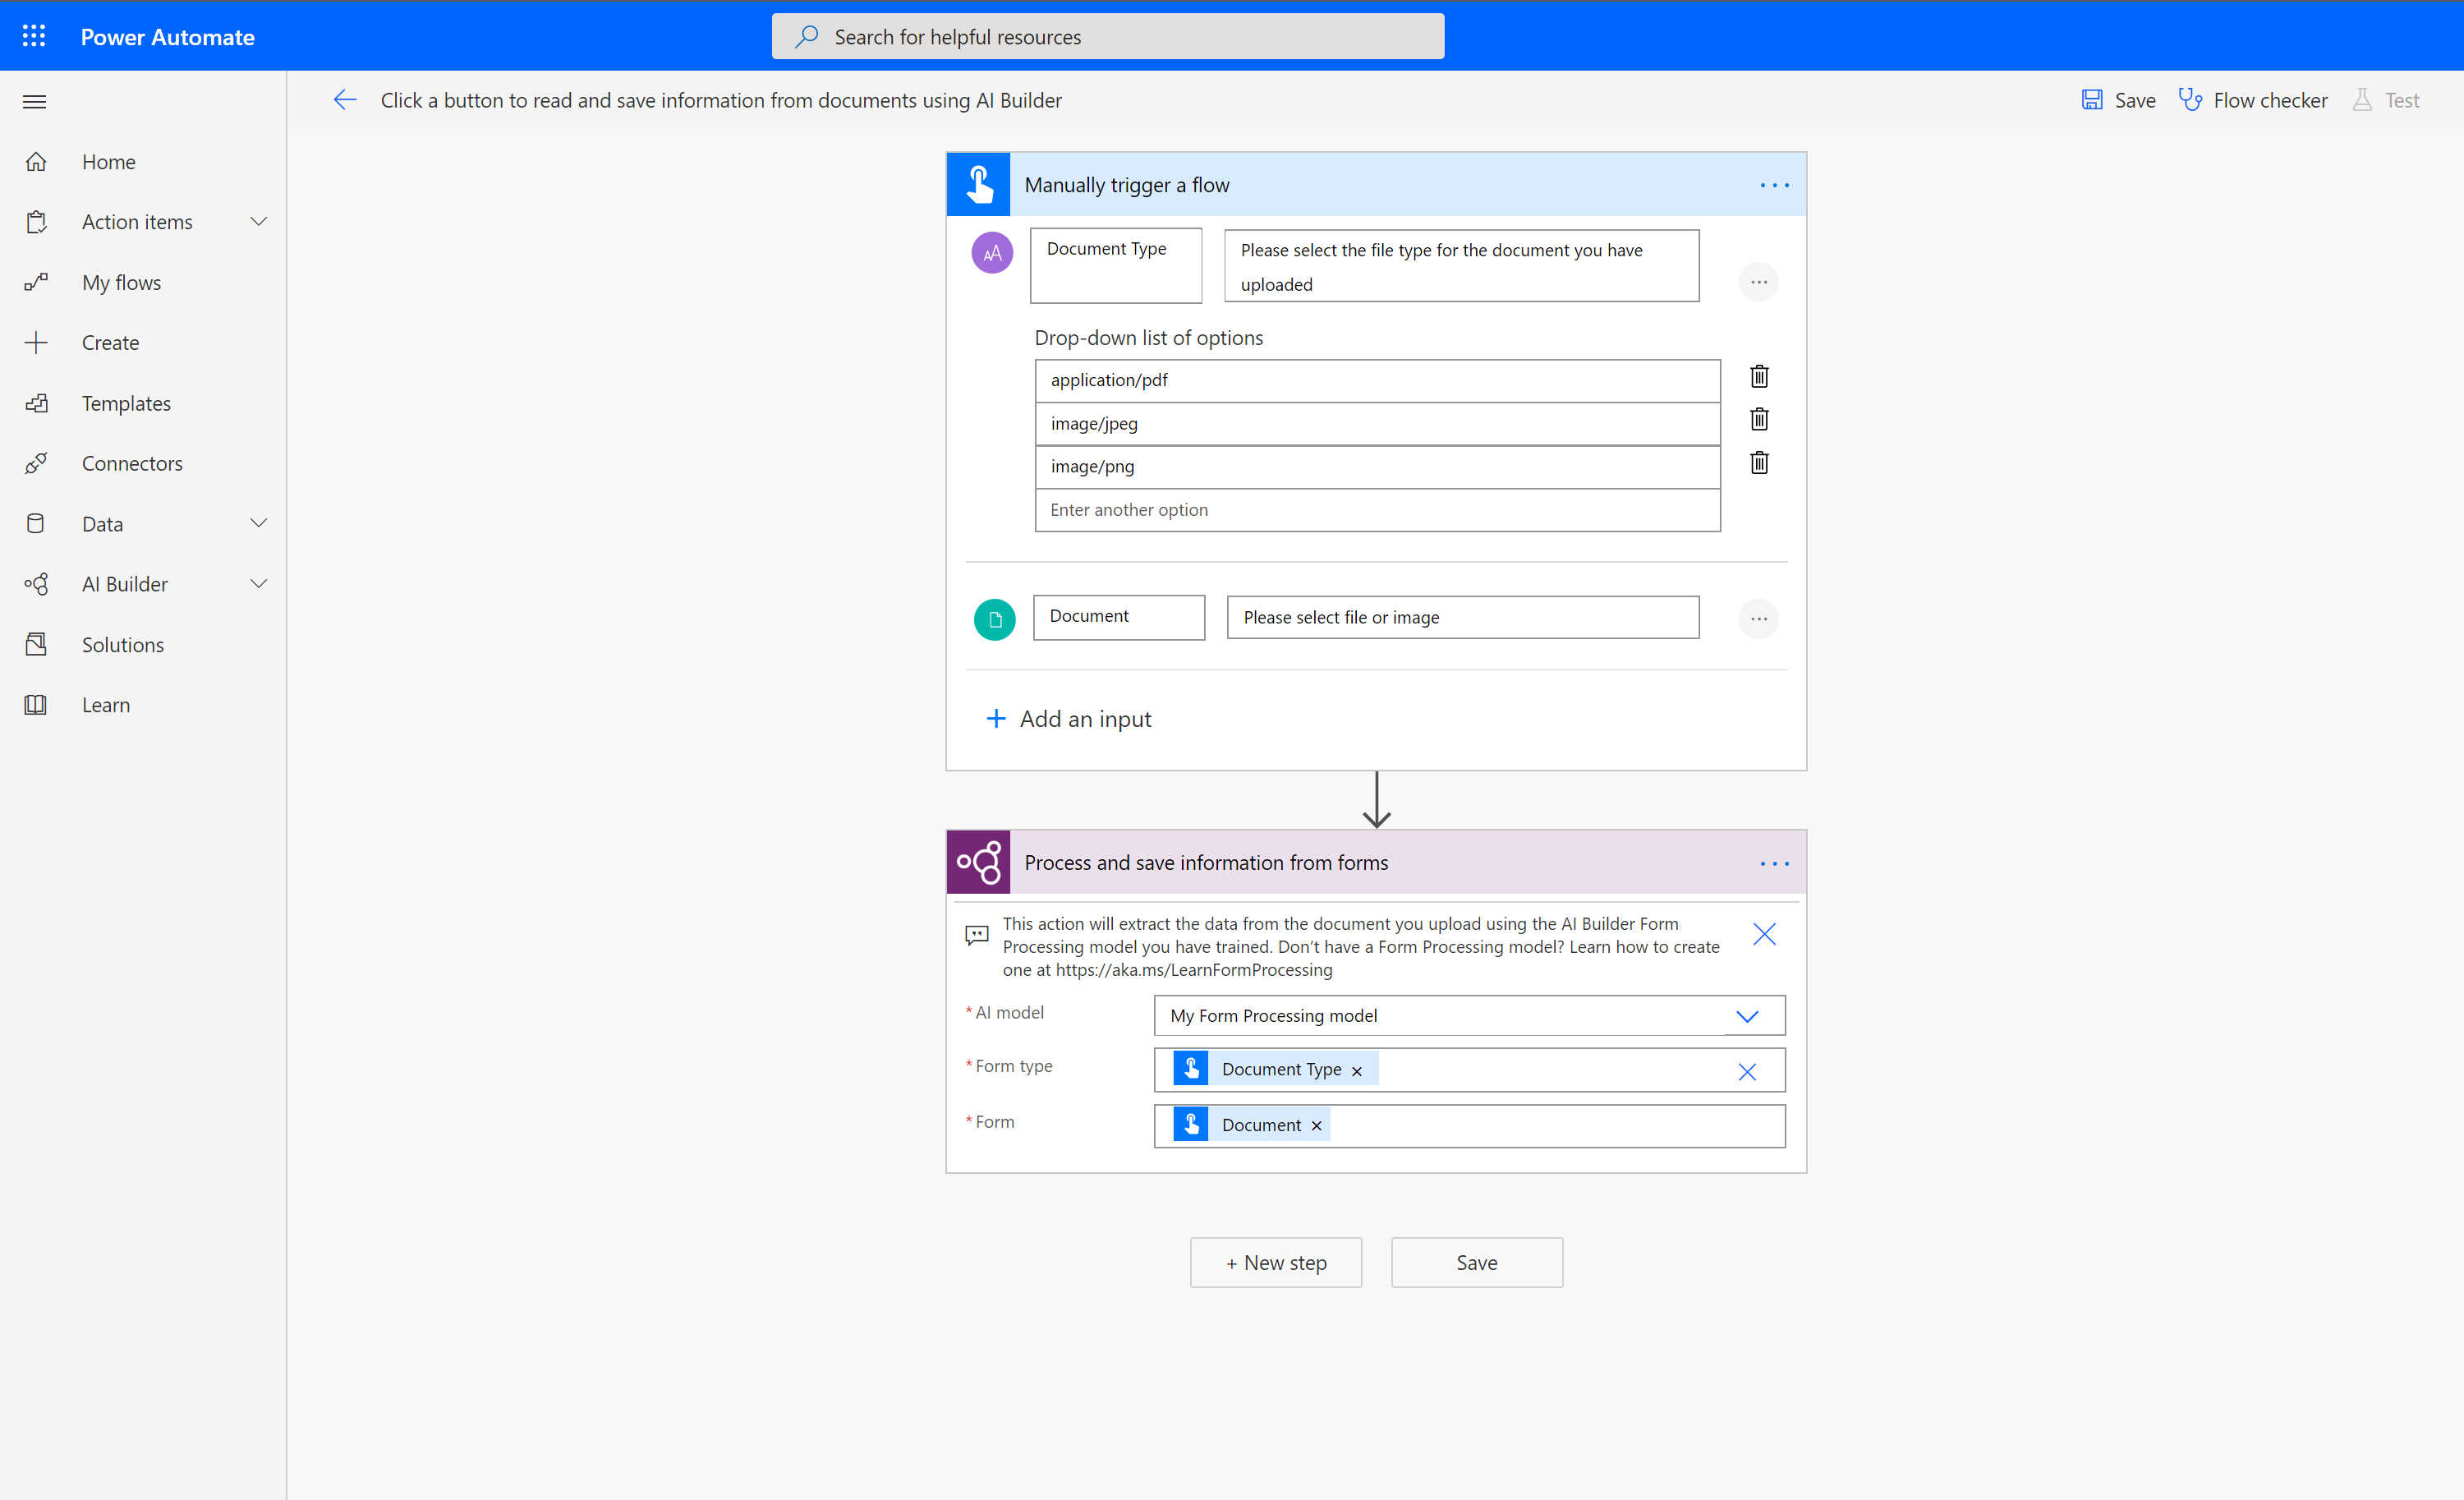 Power Automate
Search for helpful resources
Click a button to read and save information from documents using AI Builder
Save
Flow checker
Test
Home
Action items
My flows
Create
Templates
Connectors
Data
AI Builder
Solutions
Learn
Manually trigger a flow
AA
Document Type
Please select the file type for the document you have
uploaded
Drop-down list of options
application/pdf
image/jpeg
image/png
Enter another option
Document
Please select file or image
+ Add an input
Process and save information from forms
This action will extract the data from the document you upload using the AI Builder Form
Processing model you have trained. Don’t have a Form Processing model? Learn how to create
one at https://aka.ms/LearnFormProcessing
* AI model
My Form Processing model
* Form type
Document Type ×
* Form
Document ×
+ New step
Save